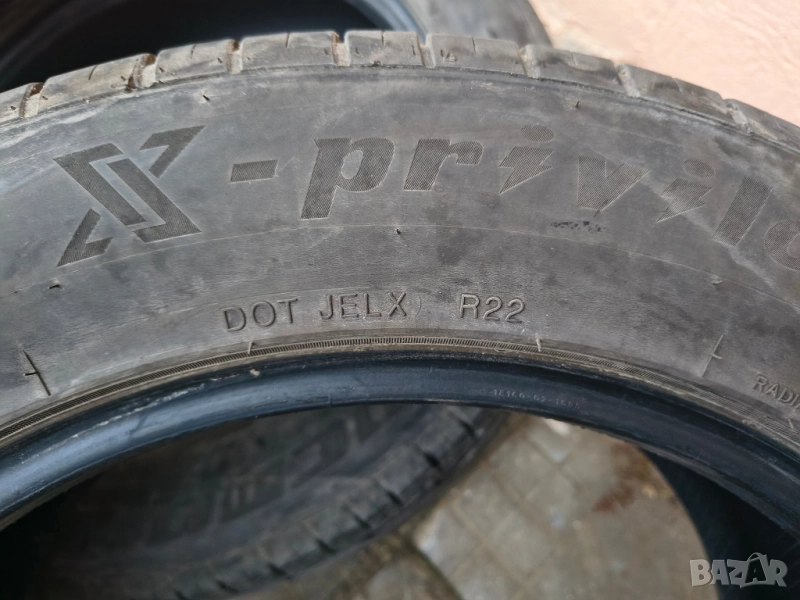 X-privile
DOT JELX R22
RADI
BAZAR